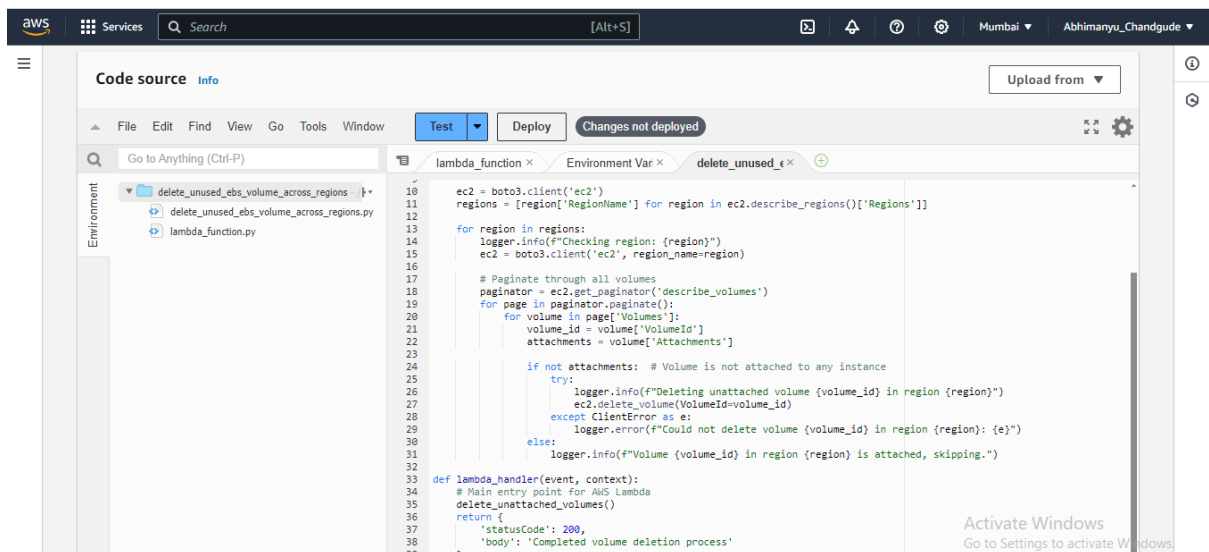 aws
Services
Search [Alt+S]
Mumbai ▼ Abhimanyu_Chandgude ▼
Code source Info
Upload from ▼
File Edit Find View Go Tools Window
Test
Deploy
Changes not deployed
Go to Anything (Ctrl-P)
lambda_function ×
Environment Vari ×
delete_unused_e ×
Environment
delete_unused_ebs_volume_across_regions - /
delete_unused_ebs_volume_across_regions.py
lambda_function.py
10     ec2 = boto3.client('ec2')
11     regions = [region['RegionName'] for region in ec2.describe_regions()['Regions']]
12
13     for region in regions:
14         logger.info(f"Checking region: {region}")
15         ec2 = boto3.client('ec2', region_name=region)
16
17         # Paginate through all volumes
18         paginator = ec2.get_paginator('describe_volumes')
19         for page in paginator.paginate():
20             for volume in page['Volumes']:
21                 volume_id = volume['VolumeId']
22                 attachments = volume['Attachments']
23
24                 if not attachments:  # Volume is not attached to any instance
25                     try:
26                         logger.info(f"Deleting unattached volume {volume_id} in region {region}")
27                         ec2.delete_volume(VolumeId=volume_id)
28                     except ClientError as e:
29                         logger.error(f"Could not delete volume {volume_id} in region {region}: {e}")
30                 else:
31                     logger.info(f"Volume {volume_id} in region {region} is attached, skipping.")
32
33 def lambda_handler(event, context):
34     # Main entry point for AWS Lambda
35     delete_unattached_volumes()
36     return {
37         'statusCode': 200,
38         'body': 'Completed volume deletion process'
Activate Windows
Go to Settings to activate Windows.